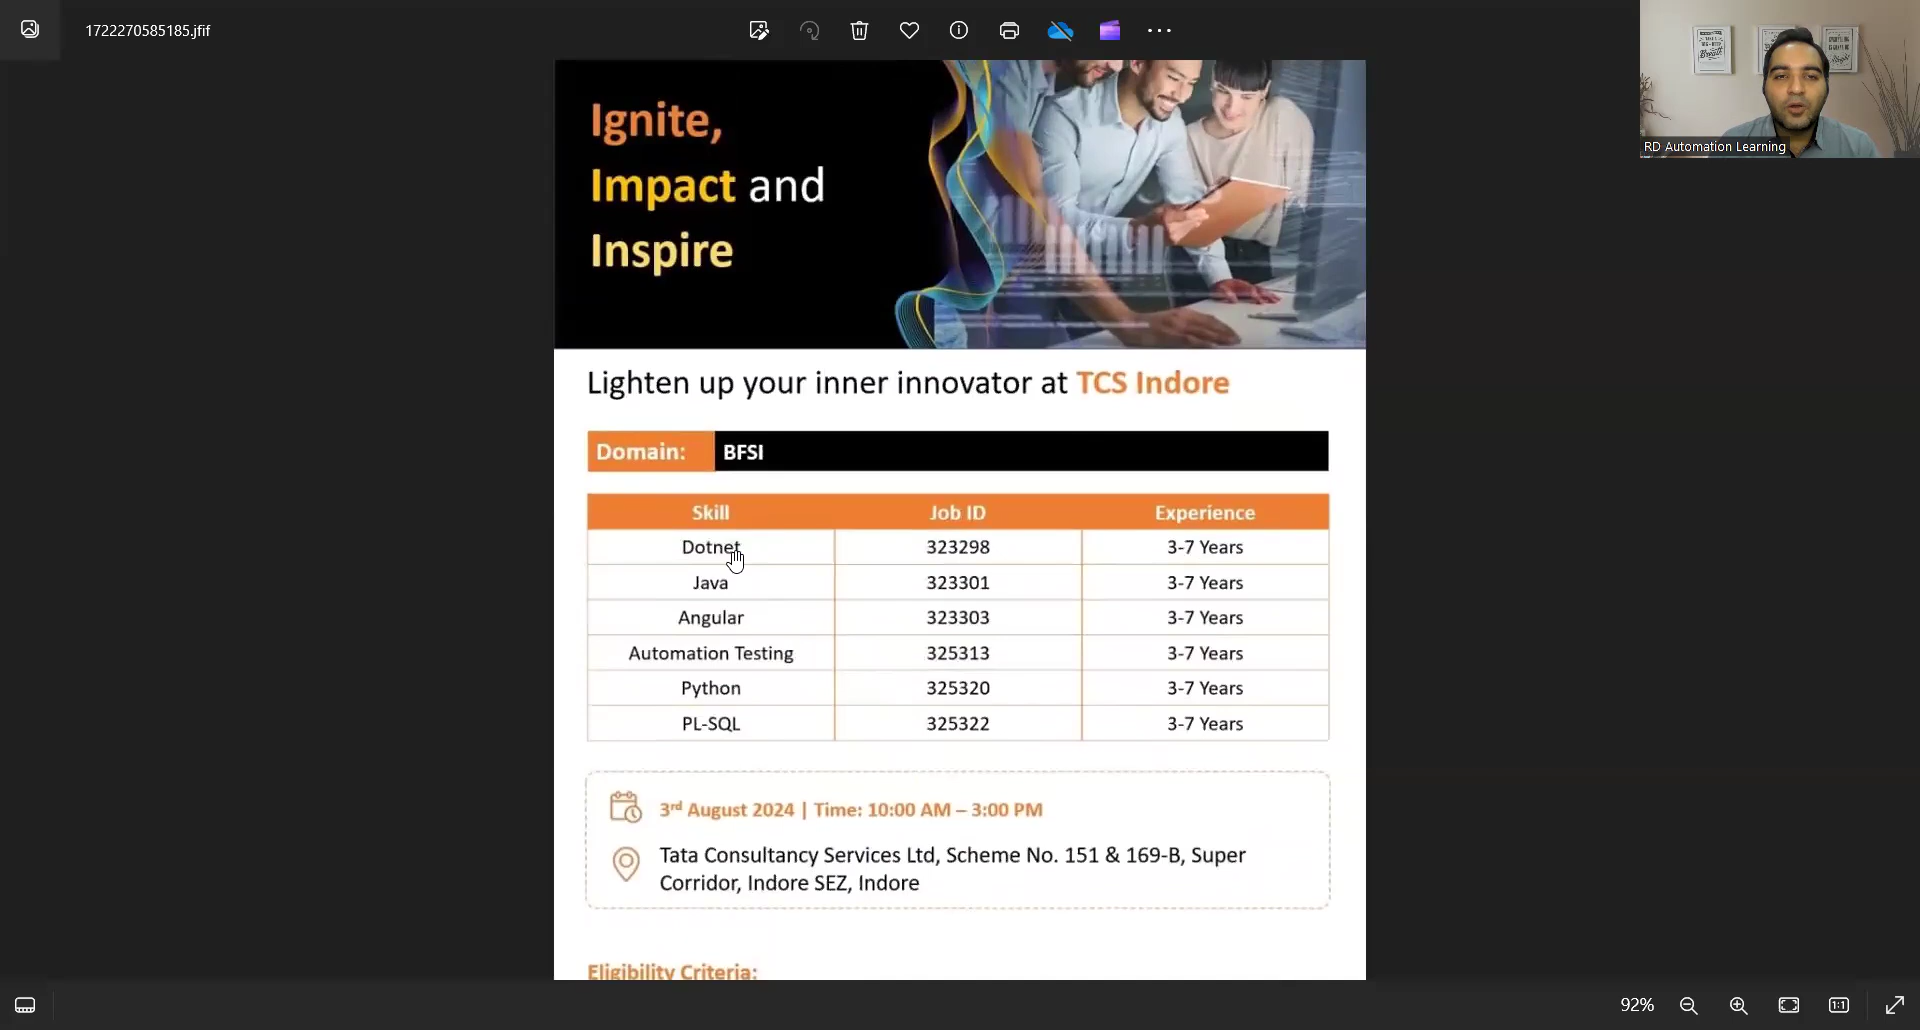 1722270585185.jfif
RD Automation Learning
Ignite,
Impact and
Inspire
Lighten up your inner innovator at TCS Indore
Domain: BFSI
Skill Job ID Experience
Dotnet 323298 3-7 Years
Java 323301 3-7 Years
Angular 323303 3-7 Years
Automation Testing 325313 3-7 Years
Python 325320 3-7 Years
PL-SQL 325322 3-7 Years
3rd August 2024 | Time: 10:00 AM – 3:00 PM
Tata Consultancy Services Ltd, Scheme No. 151 & 169-B, Super
Corridor, Indore SEZ, Indore
Eligibility Criteria:
92%
1:1